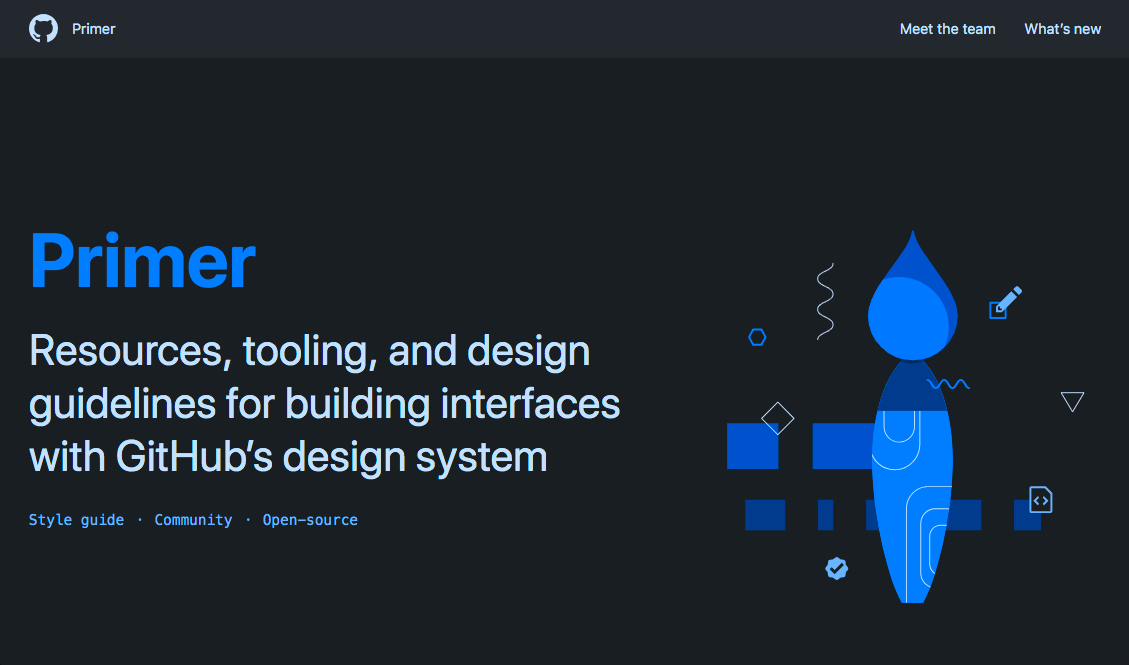 Primer
Meet the team
What’s new
Primer
Resources, tooling, and design
guidelines for building interfaces
with GitHub’s design system
Style guide · Community · Open-source